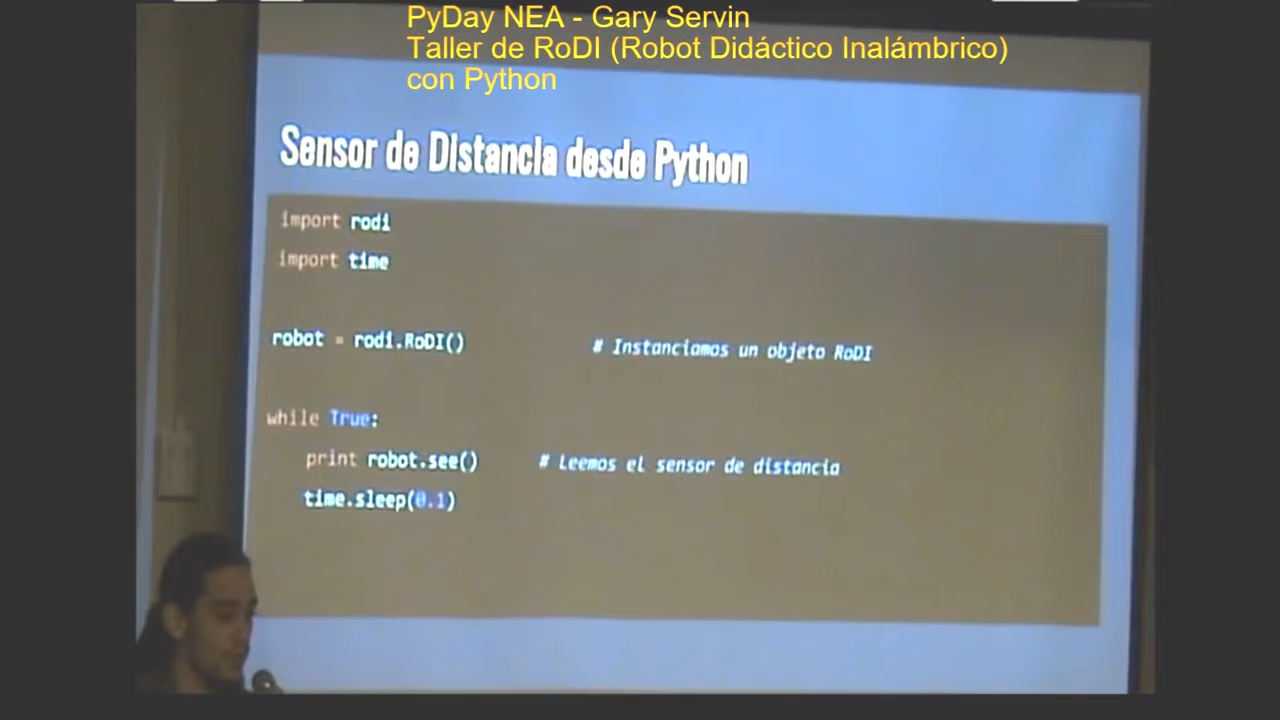 PyDay NEA - Gary Servin
Taller de RoDI (Robot Didáctico Inalámbrico)
con Python
Sensor de Distancia desde Python
import rodi
import time
robot = rodi.RoDI() # Instanciamos un objeto RoDI
while True:
print robot.see() # Leemos el sensor de distancia
time.sleep(0.1)